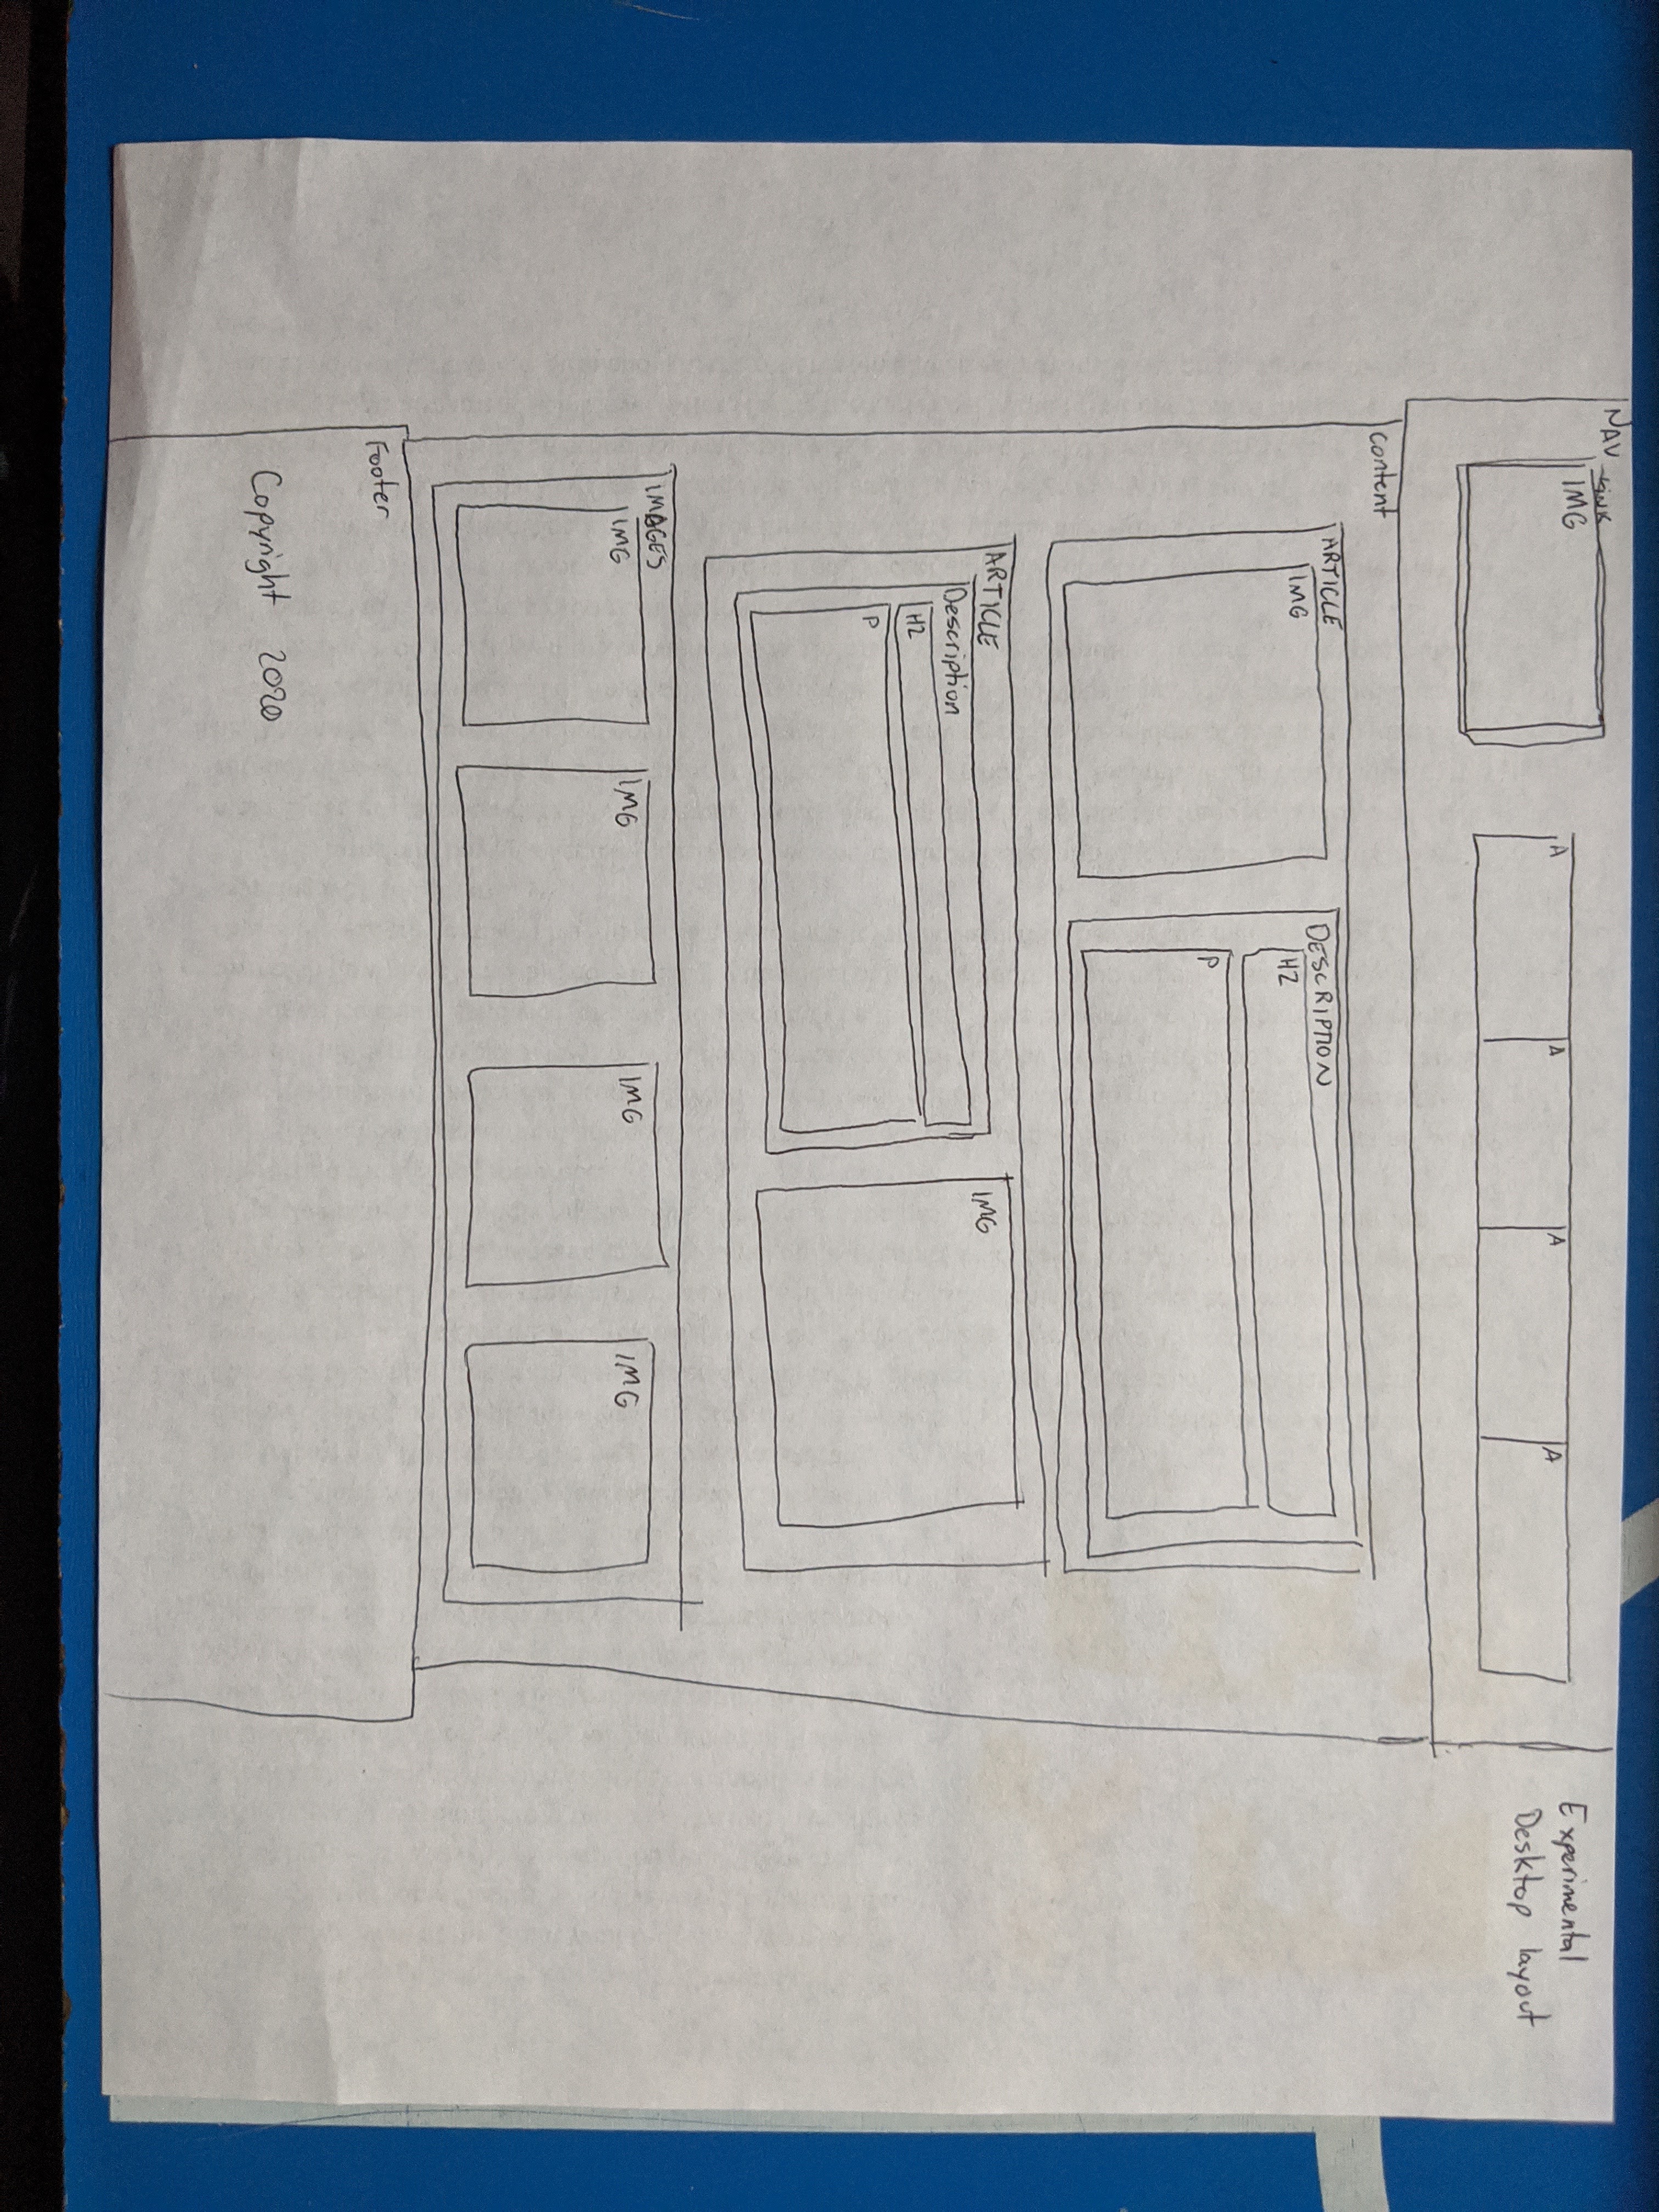 NAV
IMG
A A A A
Experimental
Desktop layout
Content
ARTICLE
IMG
DESCRIPTION
H2
P
ARTICLE
Description
H2
P
IMG
IMAGES
IMG IMG IMG IMG
Footer
Copyright 2020